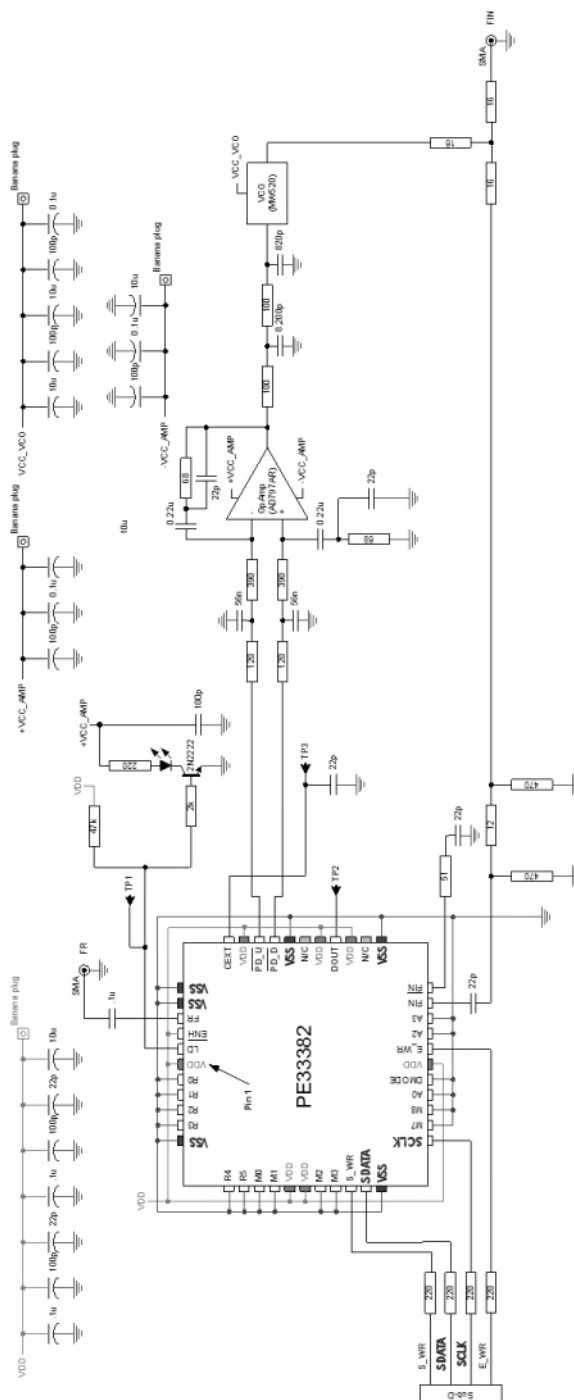 Banana plug
VCC_VCO
10u
100p
10u
100p
0.1u
Banana plug
-VCC_AMP
100p
0.1u
10u
Banana plug
+VCC_AMP
100p
0.1u
10u
Banana plug
VDD
.1u
100p
22p
.1u
100p
22p
10u
SMA
FIN
16
16
16
VCC_VCO
VCO
(MW520)
820p
100
8,200p
100
68
22p
0.22u
+VCC_AMP
-VCC_AMP
Op Amp
(AD797AR)
-
+
0.22u
22p
68
390
390
56n
56n
120
120
+VCC_AMP
220
100p
2N2222
2k
VDD
47k
TP1
TP3
22p
TP2
SMA
FR
.1u
51
22p
470
12
470
22p
PE33382
Pin 1
VSS
VSS
FR
ENH
LD
VDD
R0
R1
R2
R3
VSS
R4
R5
M0
M1
VDD
VDD
M2
M3
S_WR
SDATA
VSS
SCLK
M7
M8
A0
DMODE
VDD
E_WR
A2
A3
FIN
FIN
CEXT
VDD
PD_U
PD_D
VSS
N/C
VDD
DOUT
VDD
N/C
VSS
VDD
220
220
220
220
S_WR
SDATA
SCLK
E_WR
Sub-D